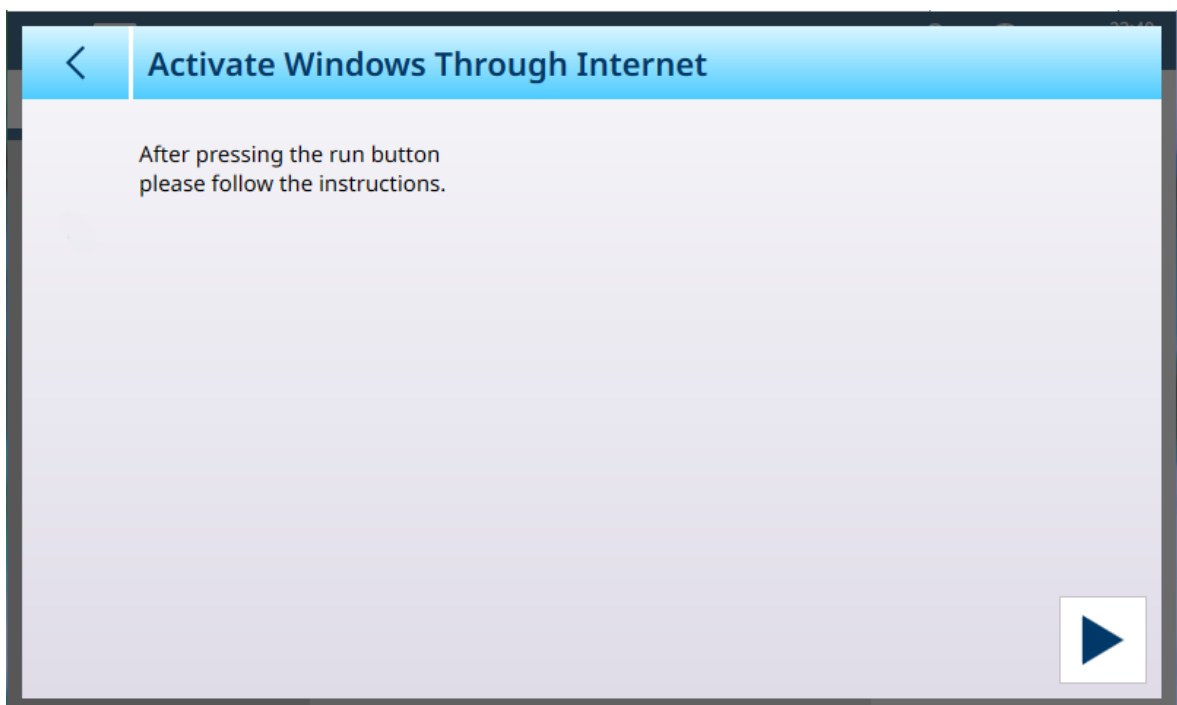 Activate Windows Through Internet
After pressing the run button
please follow the instructions.